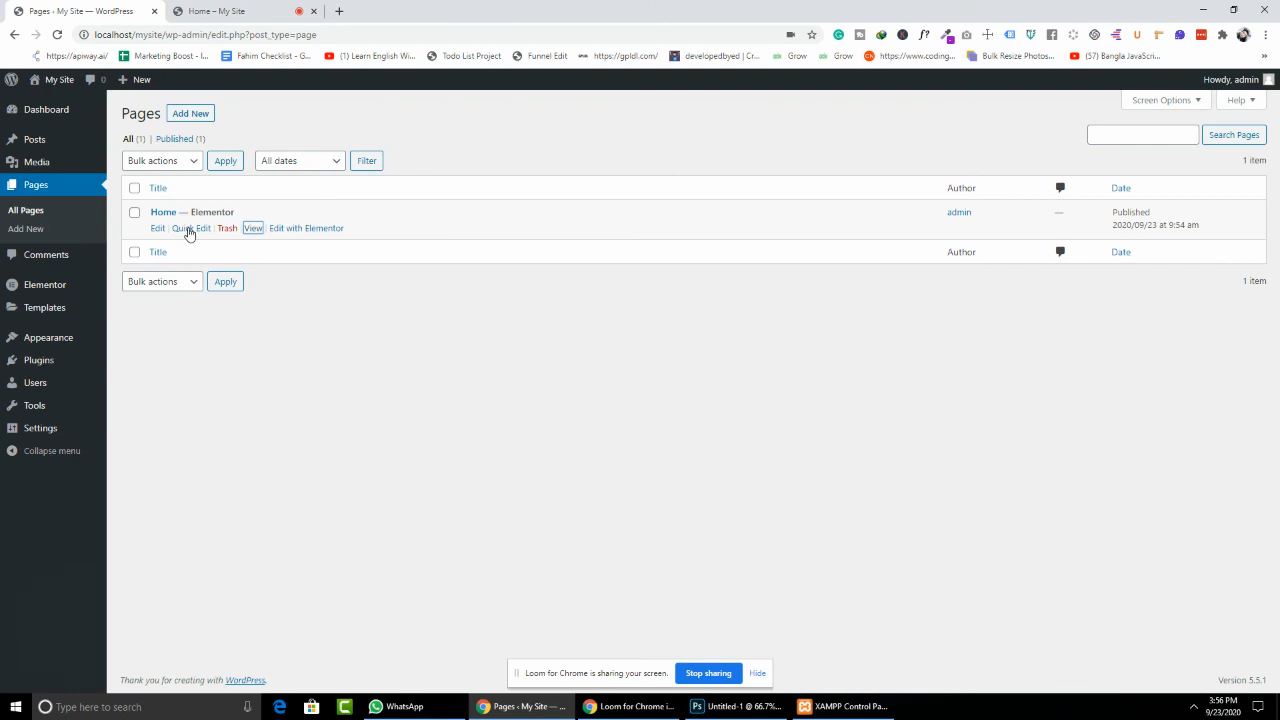 Pages ‹ My Site — WordPress
Home – My Site
localhost/mysite/wp-admin/edit.php?post_type=page
https://apiway.ai/
Marketing Boost - I...
Fahim Checklist - G...
(1) Learn English Wi...
Todo List Project
Funnel Edit
https://gpldl.com/
developedbyed | Cr...
Grow
Grow
https://www.coding...
Bulk Resize Photos...
(57) Bangla JavaScri...
My Site
0
New
Howdy, admin
Dashboard
Posts
Media
Pages
All Pages
Add New
Comments
Elementor
Templates
Appearance
Plugins
Users
Tools
Settings
Collapse menu
Screen Options
Help
Pages
Add New
All (1) | Published (1)
Search Pages
Bulk actions
Apply
All dates
Filter
1 item
Title
Author
Date
Home — Elementor
admin
—
Published
2020/09/23 at 9:54 am
Edit | Quick Edit | Trash | View | Edit with Elementor
Title
Author
Date
Bulk actions
Apply
1 item
Loom for Chrome is sharing your screen.
Stop sharing
Hide
Thank you for creating with WordPress.
Version 5.5.1
Type here to search
WhatsApp
Pages ‹ My Site — ...
Loom for Chrome i...
Untitled-1 @ 66.7%...
XAMPP Control Pa...
3:56 PM
9/23/2020